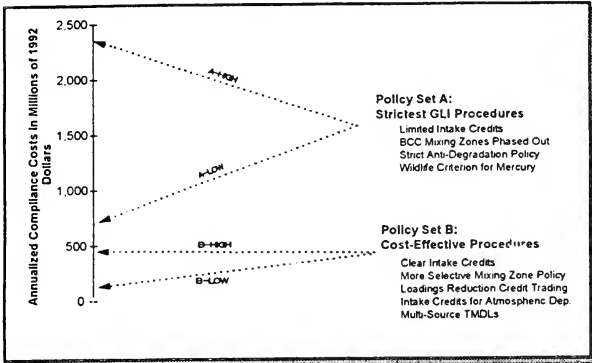 Annualized Compliance Costs in Millions of 1992
Dollars
2,500
2,000
1,500
1,000
500
0
A-HIGH
A-LOW
B-HIGH
B-LOW
Policy Set A:
Strictest GLI Procedures
Limited Intake Credits
BCC Mixing Zones Phased Out
Strict Anti-Degradation Policy
Wildlife Criterion for Mercury
Policy Set B:
Cost-Effective Procedures
Clear Intake Credits
More Selective Mixing Zone Policy
Loadings Reduction Credit Trading
Intake Credits for Atmospheric Dep.
Multi-Source TMDLs